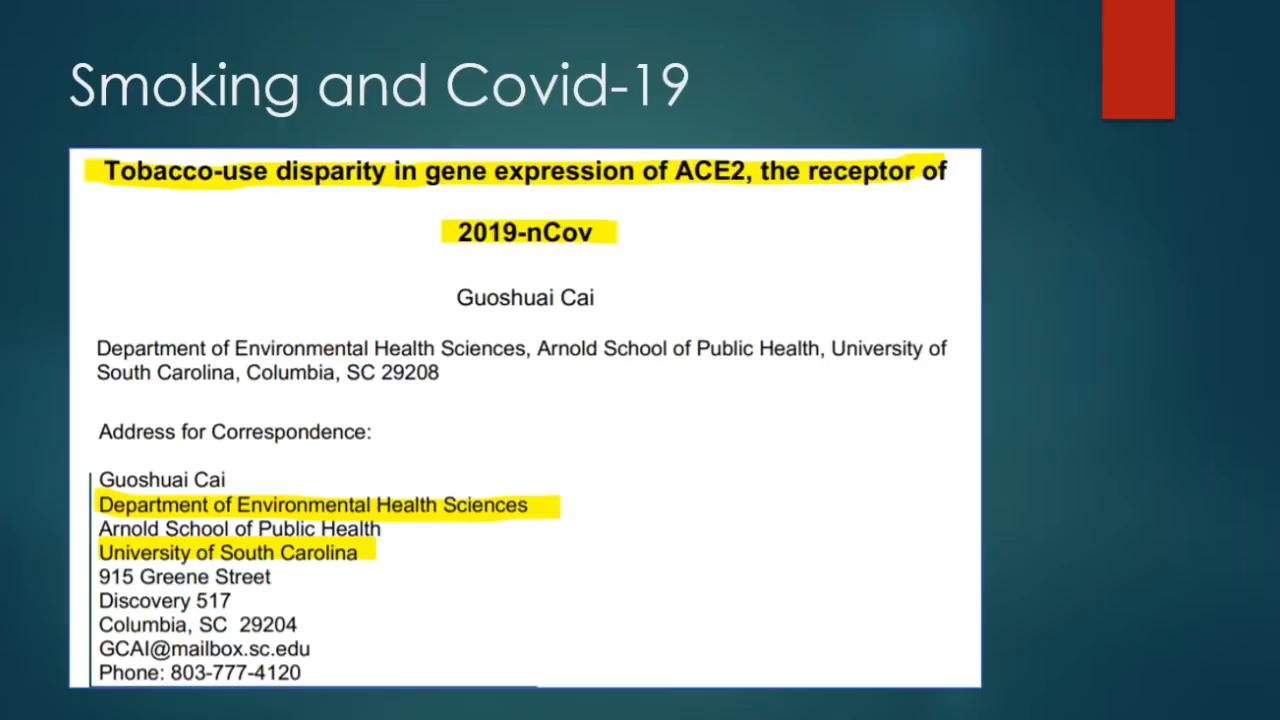 Smoking and Covid-19
Tobacco-use disparity in gene expression of ACE2, the receptor of
2019-nCov
Guoshuai Cai
Department of Environmental Health Sciences, Arnold School of Public Health, University of
South Carolina, Columbia, SC 29208
Address for Correspondence:
Guoshuai Cai
Department of Environmental Health Sciences
Arnold School of Public Health
University of South Carolina
915 Greene Street
Discovery 517
Columbia, SC  29204
GCAI@mailbox.sc.edu
Phone: 803-777-4120